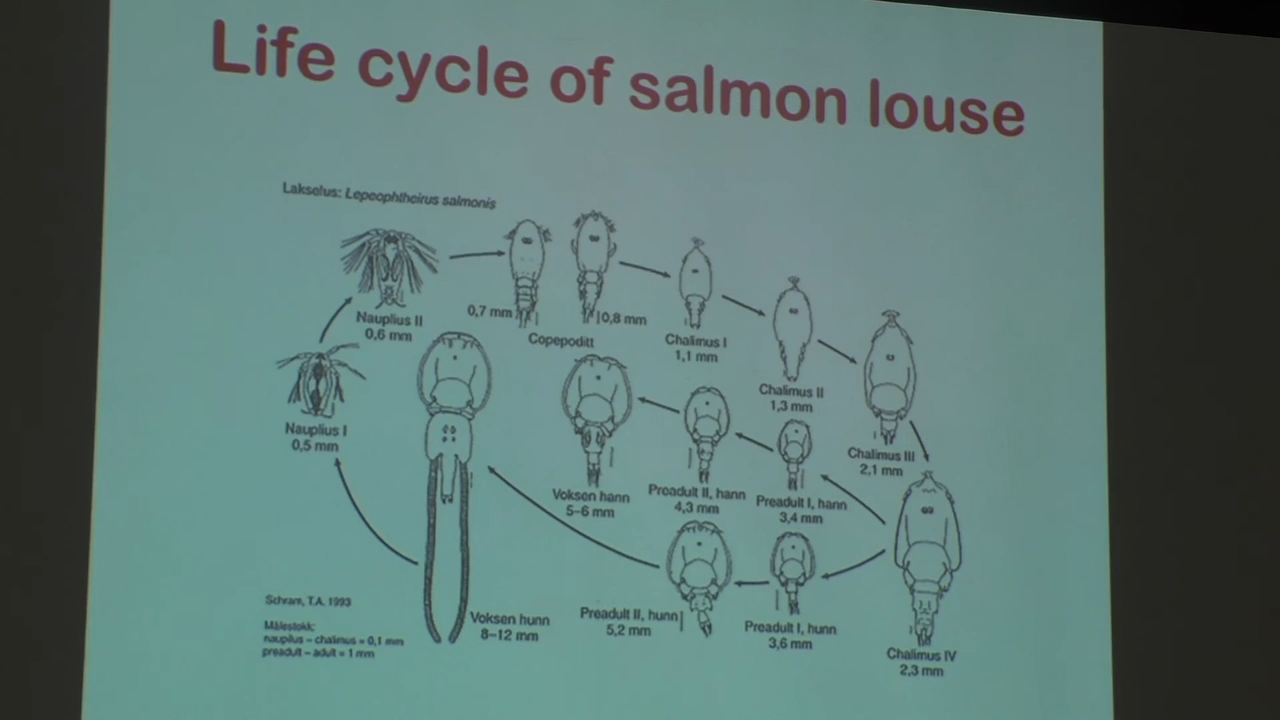 Life cycle of salmon louse
Lakselus: Lepeophtheirus salmonis
Nauplius II
0,6 mm
0,7 mm
0,8 mm
Copepoditt
Chalimus I
1,1 mm
Chalimus II
1,3 mm
Chalimus III
2,1 mm
Nauplius I
0,5 mm
Voksen hann
5–6 mm
Preadult II, hann
4,3 mm
Preadult I, hann
3,4 mm
Voksen hunn
8–12 mm
Preadult II, hunn
5,2 mm
Preadult I, hunn
3,6 mm
Chalimus IV
2,3 mm
Schram, T.A. 1993
Målestokk:
nauplius – chalimus = 0,1 mm
preadult – adult = 1 mm